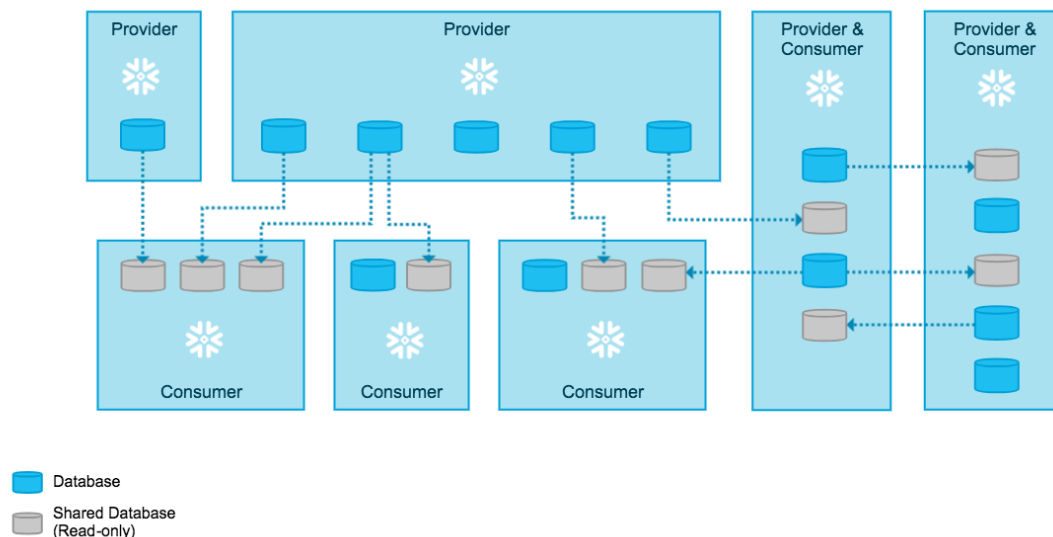 Provider
Provider
Provider &
Consumer
Provider &
Consumer
Consumer
Consumer
Consumer
Database
Shared Database
(Read-only)